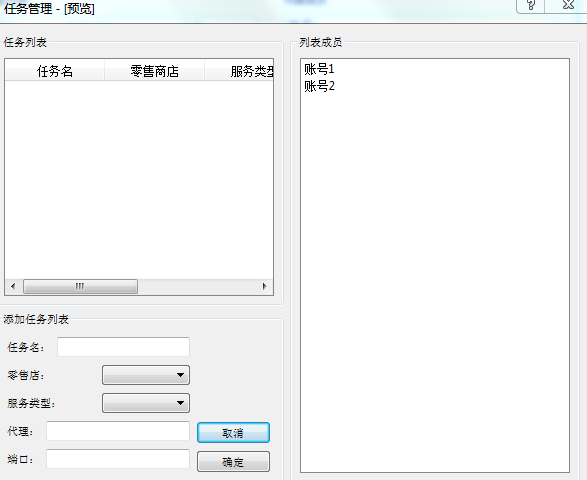 任务管理 - [预览]
任务列表
任务名 零售商店 服务类型
列表成员
账号1
账号2
添加任务列表
任务名:
零售店:
服务类型:
代理:
取消
端口:
确定